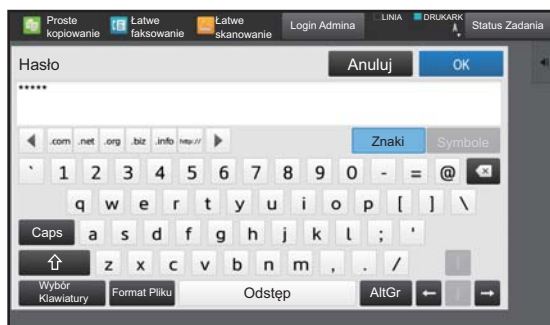 Proste kopiowanie
Łatwe faksowanie
Łatwe skanowanie
Login Admina
LINIA
DRUKARK
Status Zadania
Hasło
Anuluj
OK
*****
.com .net .org .biz .info http://
Znaki
Symbole
` 1 2 3 4 5 6 7 8 9 0 - = @
q w e r t y u i o p [ ] \
Caps a s d f g h j k l ; '
z x c v b n m , . /
Wybór Klawiatury
Format Pliku
Odstęp
AltGr